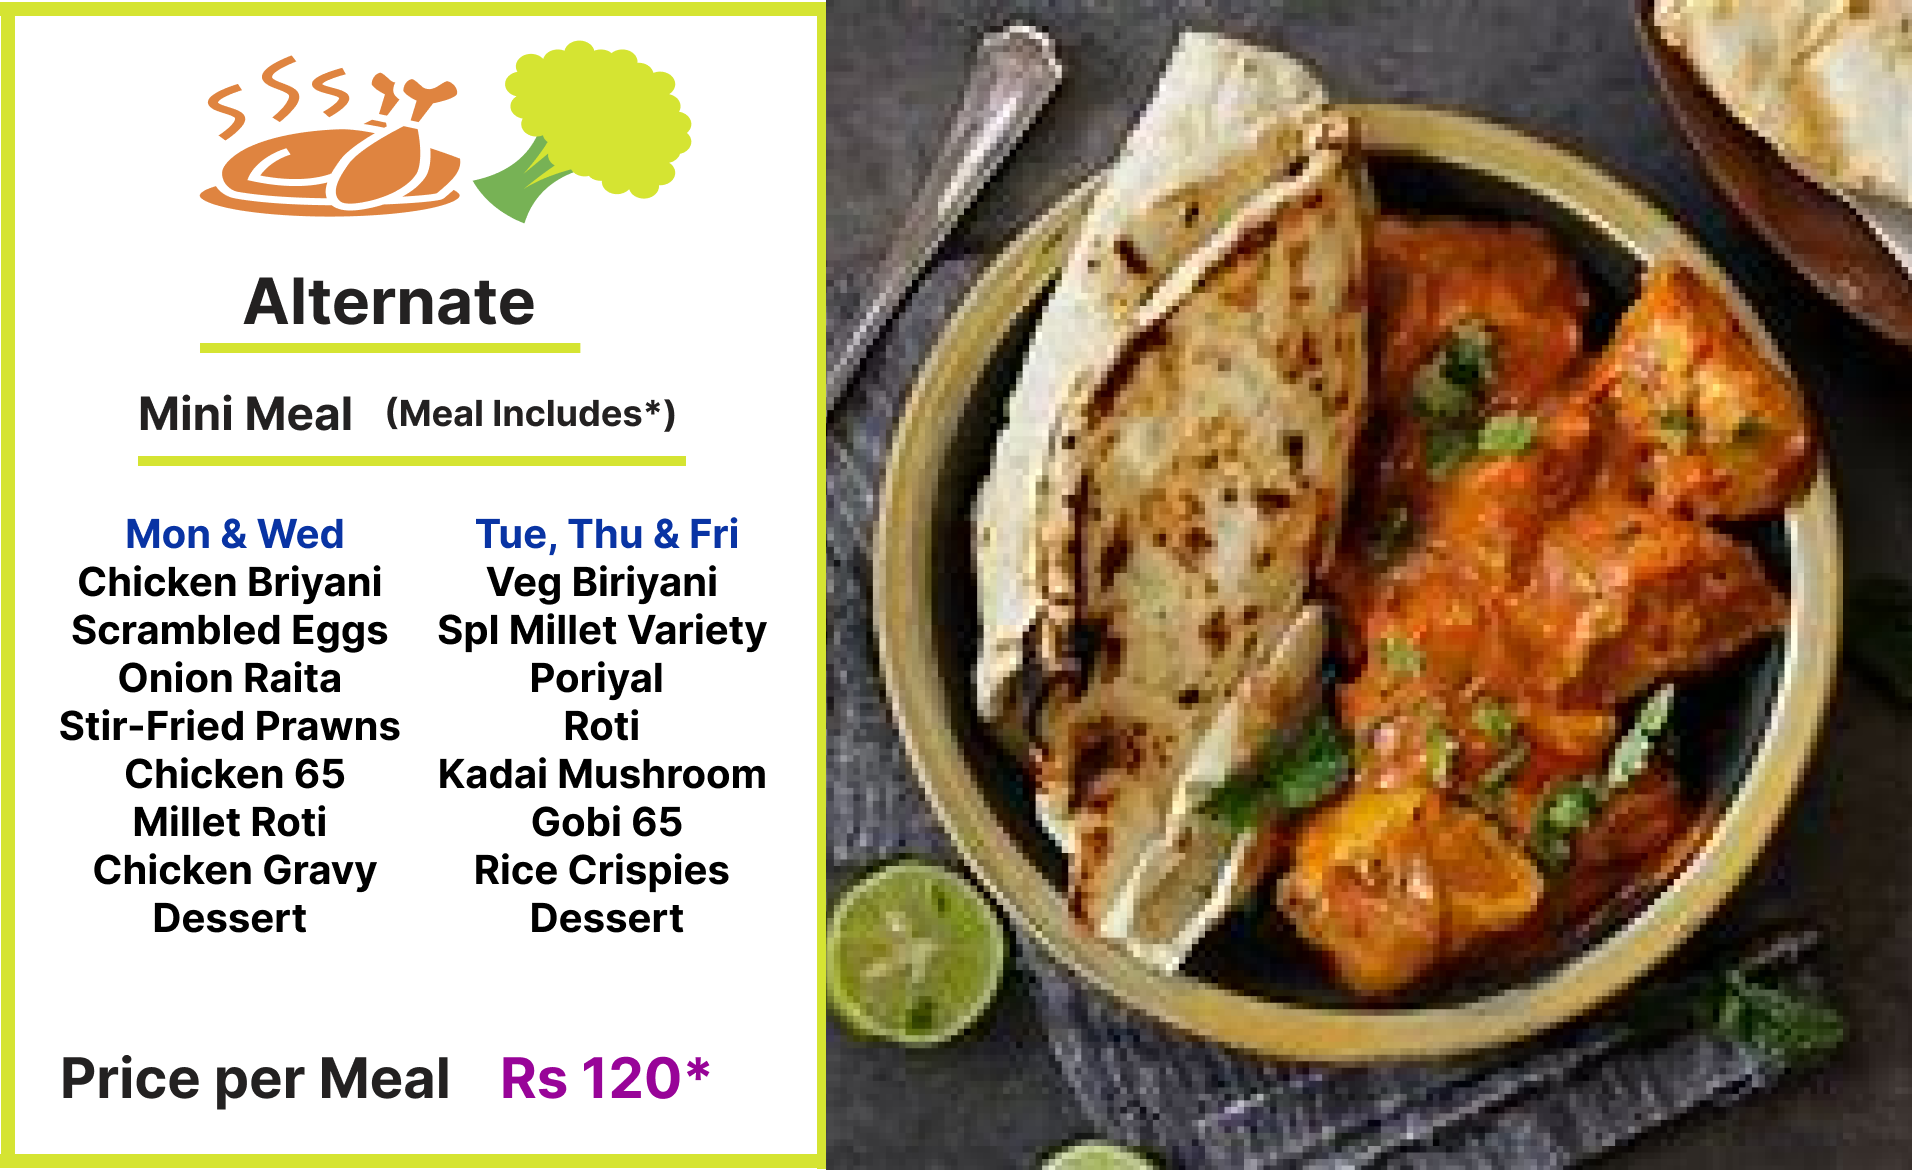 Alternate
Mini Meal (Meal Includes*)
Mon & Wed
Chicken Briyani
Scrambled Eggs
Onion Raita
Stir-Fried Prawns
Chicken 65
Millet Roti
Chicken Gravy
Dessert
Tue, Thu & Fri
Veg Biriyani
Spl Millet Variety
Poriyal
Roti
Kadai Mushroom
Gobi 65
Rice Crispies
Dessert
Price per Meal Rs 120*